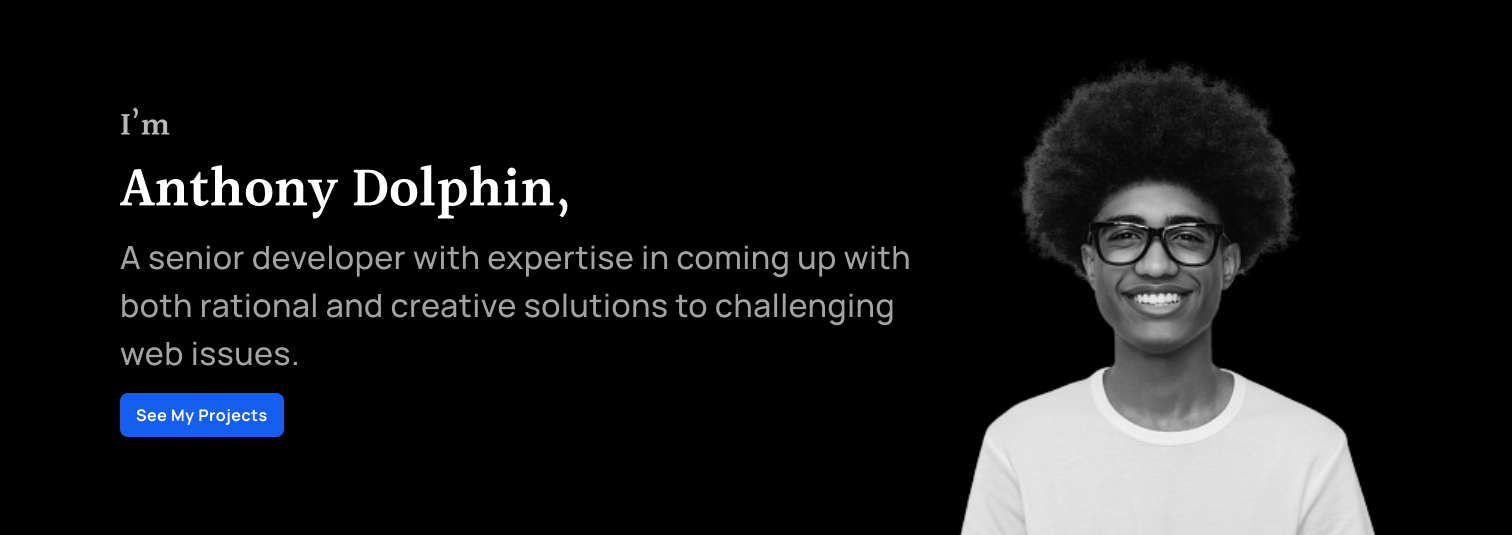 I’m
Anthony Dolphin,
A senior developer with expertise in coming up with
both rational and creative solutions to challenging
web issues.
See My Projects